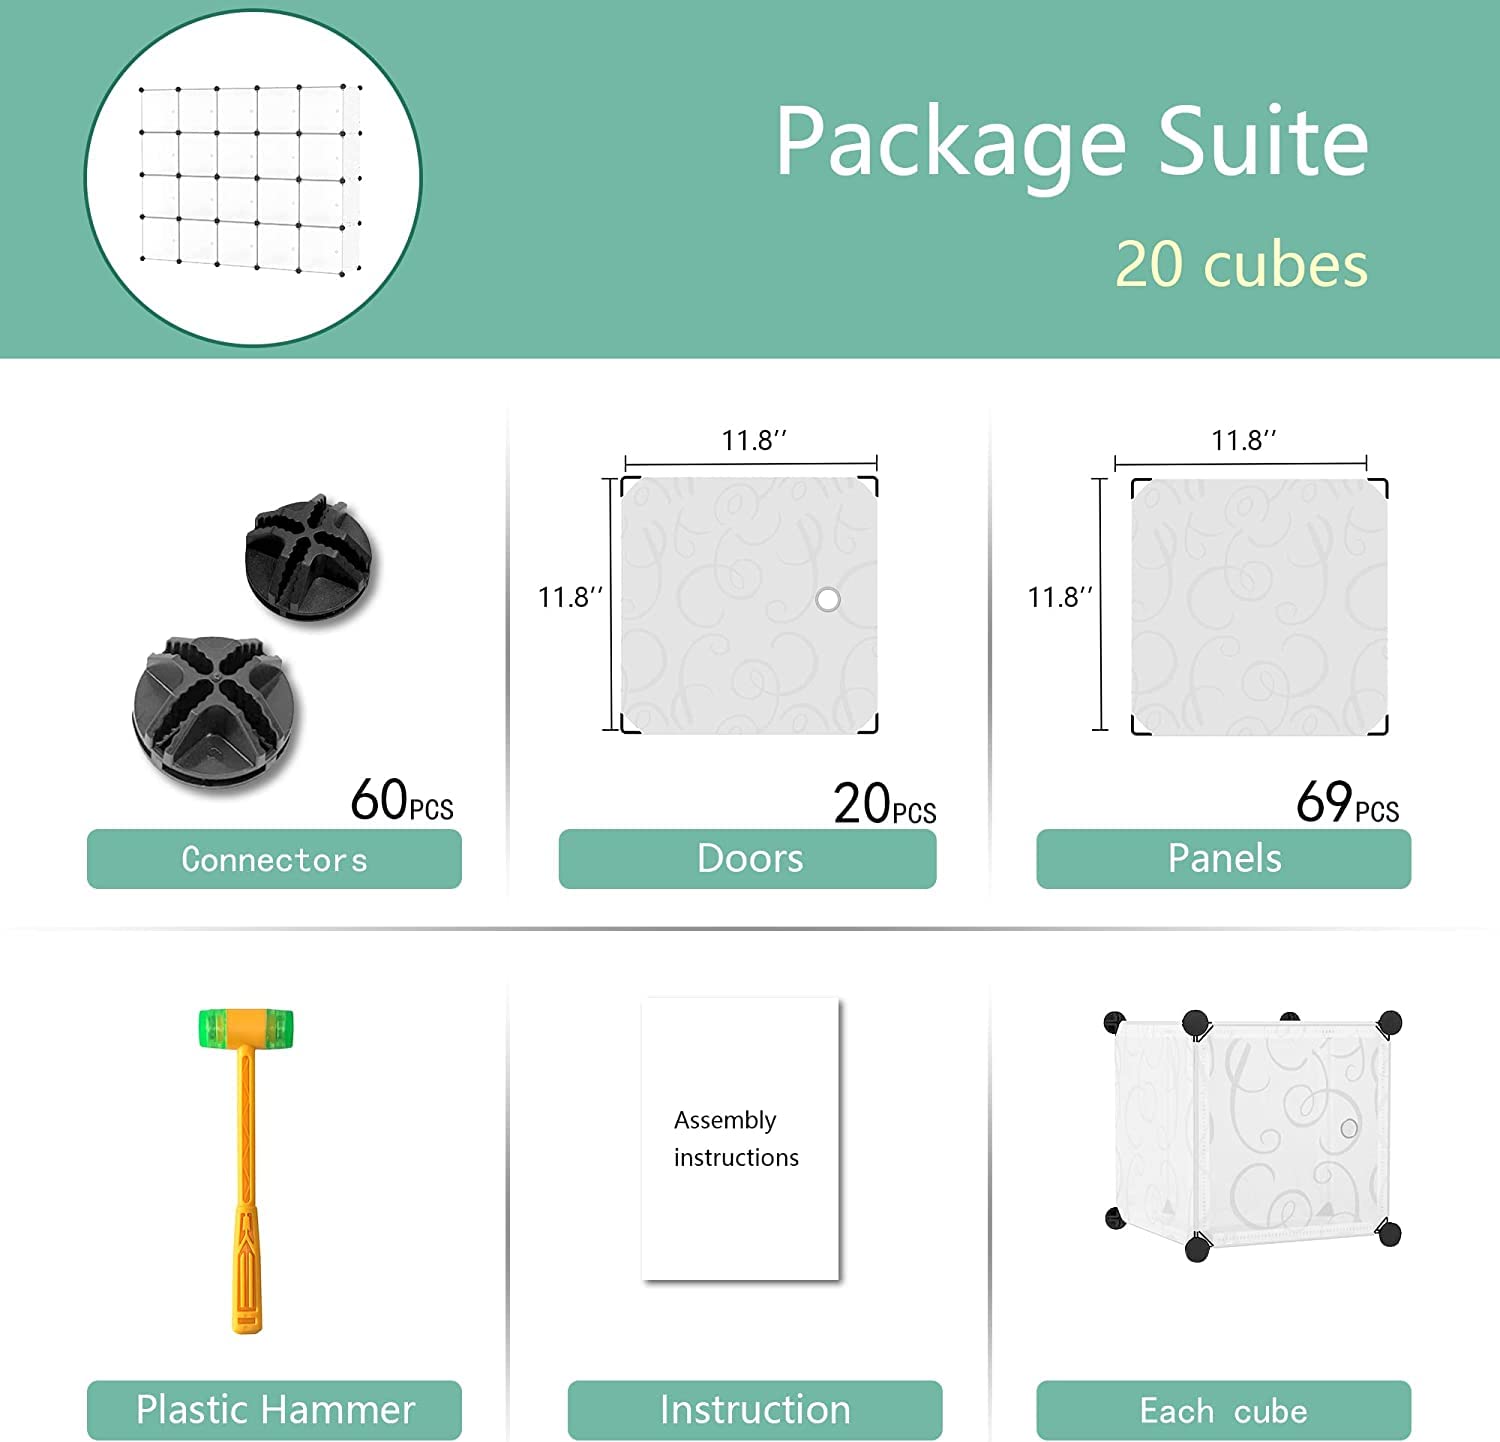 Package Suite
20 cubes
11.8’’
11.8’’
11.8’’
11.8’’
60PCS
20PCS
69PCS
Connectors
Doors
Panels
Assembly
instructions
Plastic Hammer
Instruction
Each cube